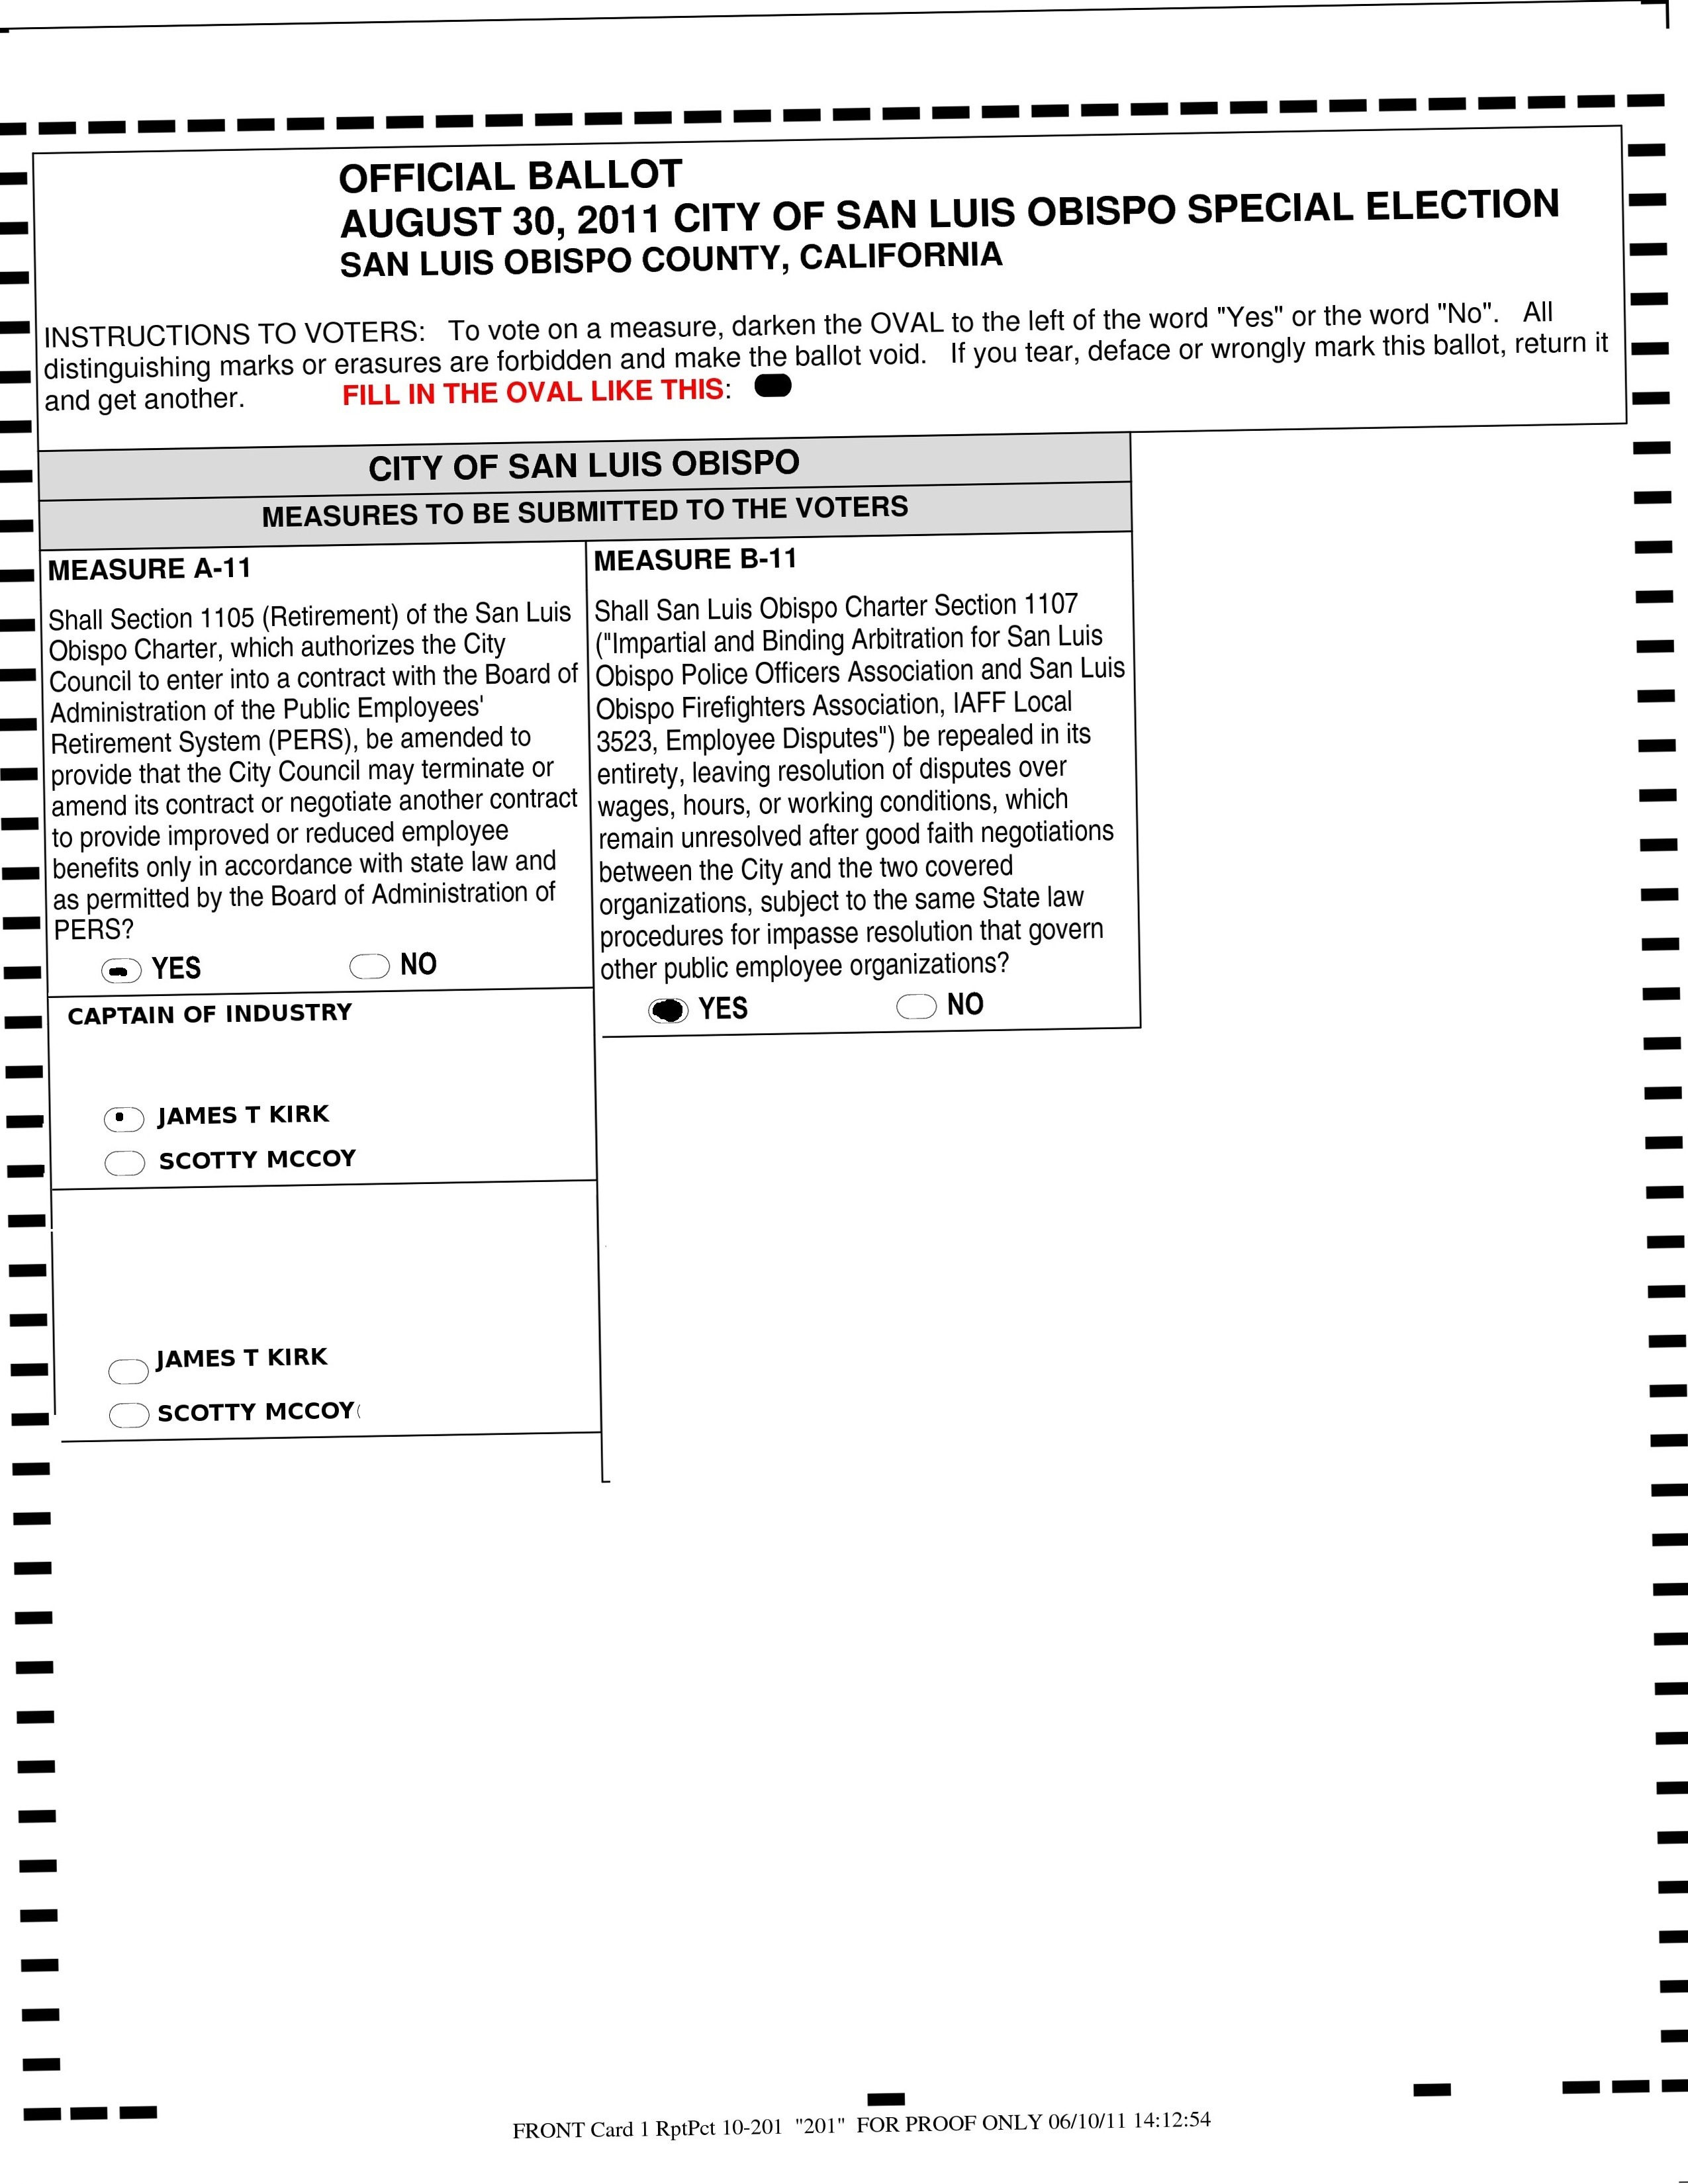 OFFICIAL BALLOT
AUGUST 30, 2011 CITY OF SAN LUIS OBISPO SPECIAL ELECTION
SAN LUIS OBISPO COUNTY, CALIFORNIA
INSTRUCTIONS TO VOTERS: To vote on a measure, darken the OVAL to the left of the word "Yes" or the word "No". All
distinguishing marks or erasures are forbidden and make the ballot void. If you tear, deface or wrongly mark this ballot, return it
and get another. FILL IN THE OVAL LIKE THIS:
CITY OF SAN LUIS OBISPO
MEASURES TO BE SUBMITTED TO THE VOTERS
MEASURE A-11
Shall Section 1105 (Retirement) of the San Luis
Obispo Charter, which authorizes the City
Council to enter into a contract with the Board of
Administration of the Public Employees'
Retirement System (PERS), be amended to
provide that the City Council may terminate or
amend its contract or negotiate another contract
to provide improved or reduced employee
benefits only in accordance with state law and
as permitted by the Board of Administration of
PERS?
YES NO
CAPTAIN OF INDUSTRY
JAMES T KIRK
SCOTTY MCCOY
JAMES T KIRK
SCOTTY MCCOY
MEASURE B-11
Shall San Luis Obispo Charter Section 1107
("Impartial and Binding Arbitration for San Luis
Obispo Police Officers Association and San Luis
Obispo Firefighters Association, IAFF Local
3523, Employee Disputes") be repealed in its
entirety, leaving resolution of disputes over
wages, hours, or working conditions, which
remain unresolved after good faith negotiations
between the City and the two covered
organizations, subject to the same State law
procedures for impasse resolution that govern
other public employee organizations?
YES NO
FRONT Card 1 RptPct 10-201 "201" FOR PROOF ONLY 06/10/11 14:12:54